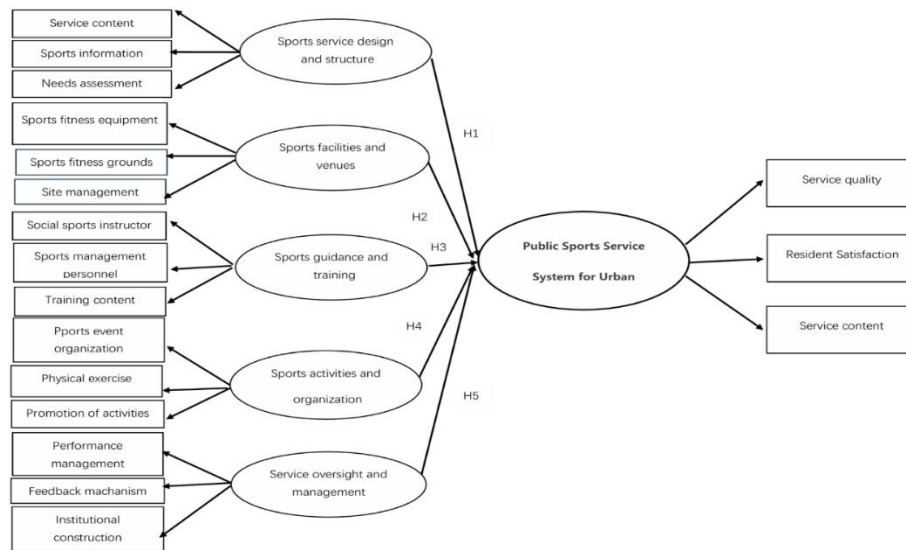 Service content
Sports information
Needs assessment
Sports fitness equipment
Sports fitness grounds
Site management
Social sports instructor
Sports management
personnel
Training content
Pports event
organization
Physical exercise
Promotion of activities
Performance
management
Feedback machanism
Institutional
construction
Sports service design
and structure
Sports facilities and
venues
Sports guidance and
training
Sports activities and
organization
Service oversight and
management
H1
H2
H3
H4
H5
Public Sports Service
System for Urban
Service quality
Resident Satisfaction
Service content